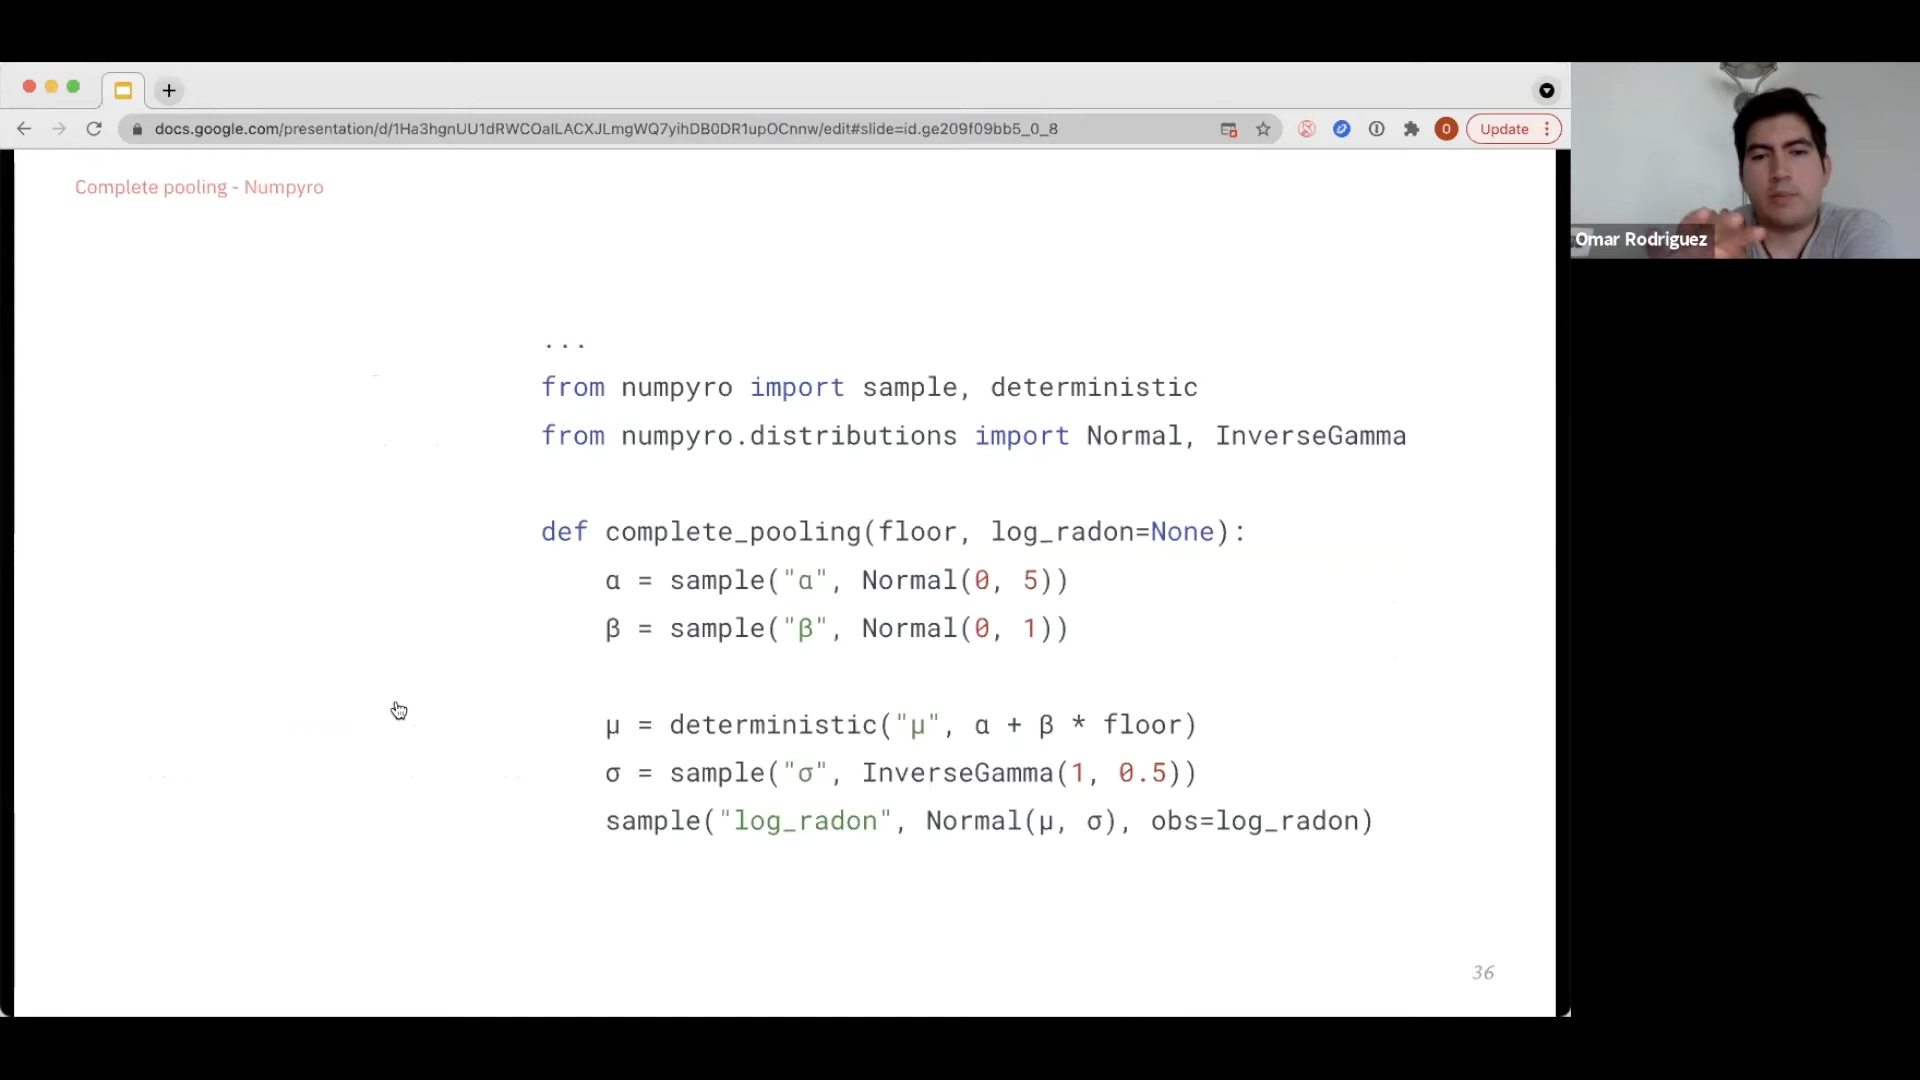 docs.google.com/presentation/d/1Ha3hgnUU1dRWCOalLACXJLmgWQ7yihDB0DR1upOCnnw/edit#slide=id.ge209f09bb5_0_8
O
Update
Complete pooling - Numpyro
Omar Rodriguez
...
from numpyro import sample, deterministic
from numpyro.distributions import Normal, InverseGamma
def complete_pooling(floor, log_radon=None):
α = sample("α", Normal(0, 5))
β = sample("β", Normal(0, 1))
μ = deterministic("μ", α + β * floor)
σ = sample("σ", InverseGamma(1, 0.5))
sample("log_radon", Normal(μ, σ), obs=log_radon)
36